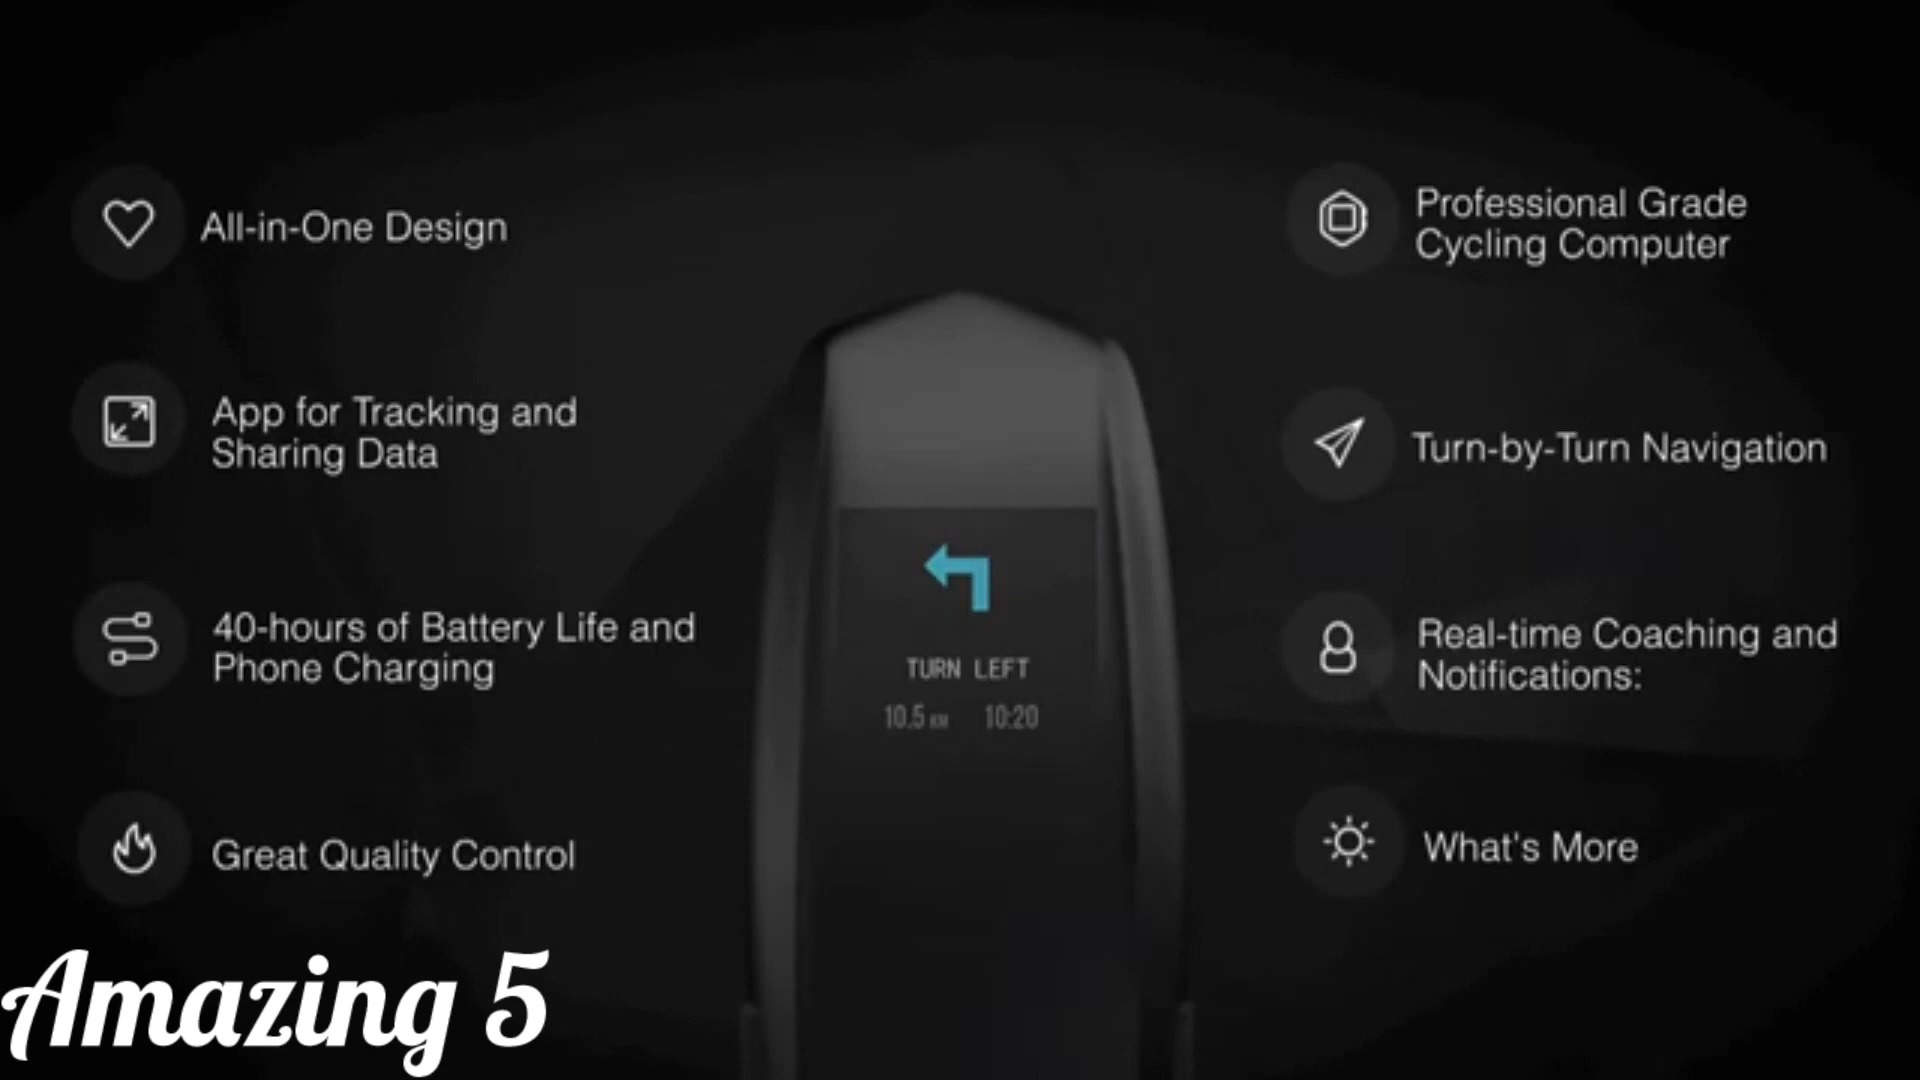 All-in-One Design
App for Tracking and
Sharing Data
40-hours of Battery Life and
Phone Charging
Great Quality Control
Professional Grade
Cycling Computer
Turn-by-Turn Navigation
Real-time Coaching and
Notifications:
What's More
TURN LEFT
10.5 KM 10:20
Amazing 5